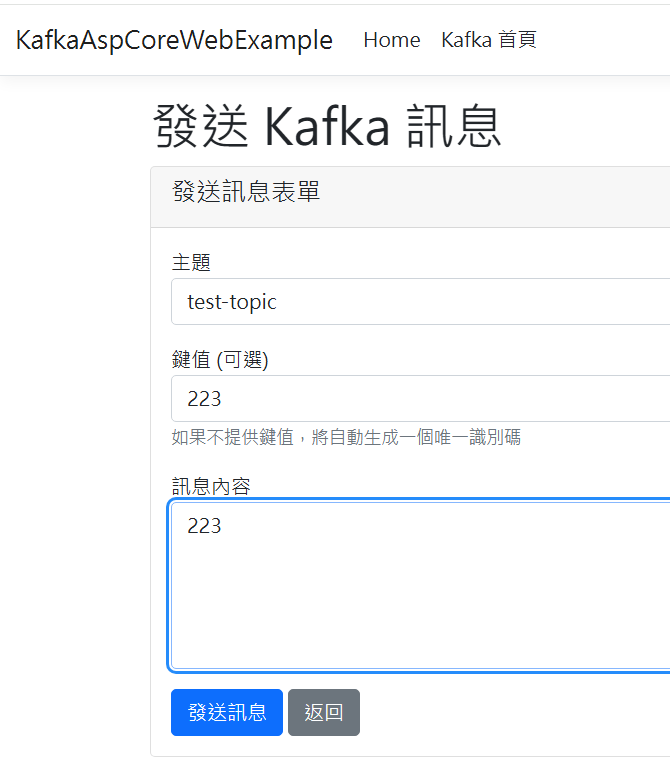 KafkaAspCoreWebExample Home Kafka 首頁
發送 Kafka 訊息
發送訊息表單
主題
test-topic
鍵值 (可選)
223
如果不提供鍵值，將自動生成一個唯一識別碼
訊息內容
223
發送訊息 返回